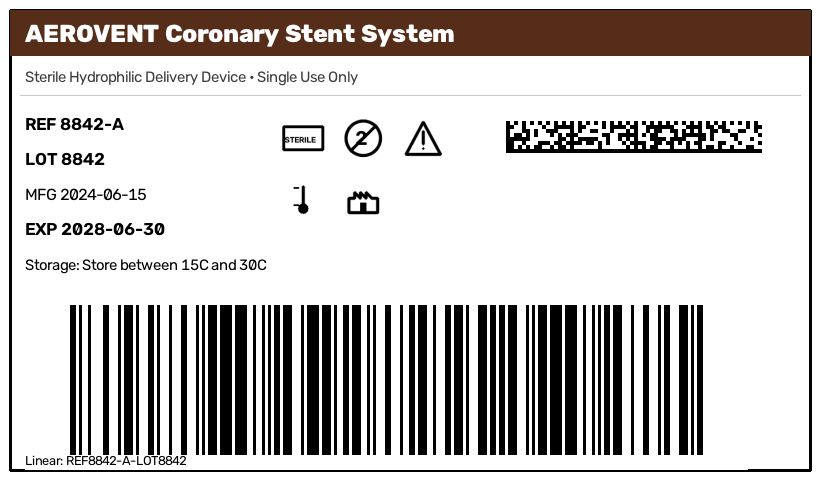 AEROVENT Coronary Stent System
Sterile Hydrophilic Delivery Device • Single Use Only
REF 8842-A
LOT 8842
MFG 2024-06-15
EXP 2028-06-30
Storage: Store between 15C and 30C
STERILE
2
!
Linear: REF8842-A-LOT8842